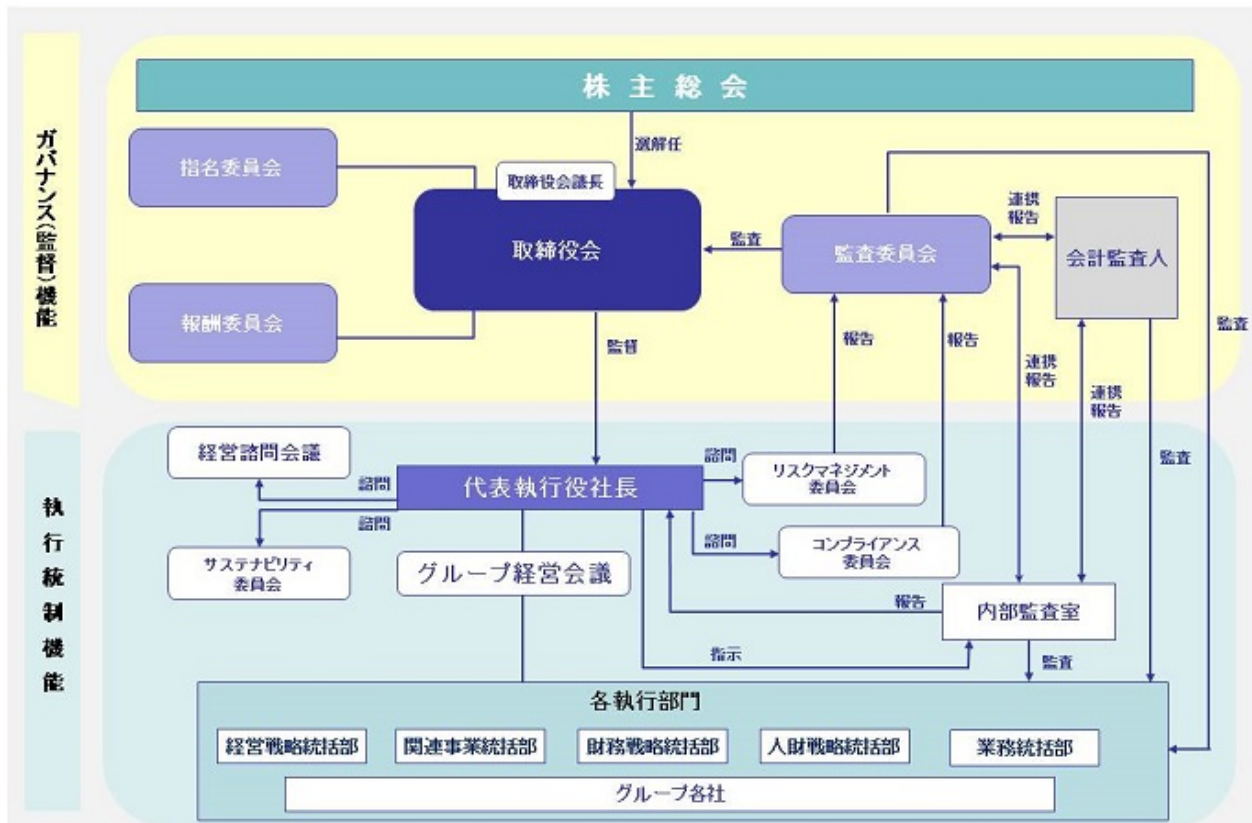 ガバナンス（監督）機能
株主総会
選解任
指名委員会
取締役会議長
取締役会
監査
監査委員会
連携
報告
会計監査人
報酬委員会
監督
報告
報告
連携
報告
連携
報告
監査
監査
執行統制機能
経営諮問会議
諮問
諮問
サステナビリティ
委員会
代表執行役社長
諮問
リスクマネジメント
委員会
諮問
コンプライアンス
委員会
グループ経営会議
報告
内部監査室
指示
監査
各執行部門
経営戦略統括部
関連事業統括部
財務戦略統括部
人財戦略統括部
業務統括部
グループ各社